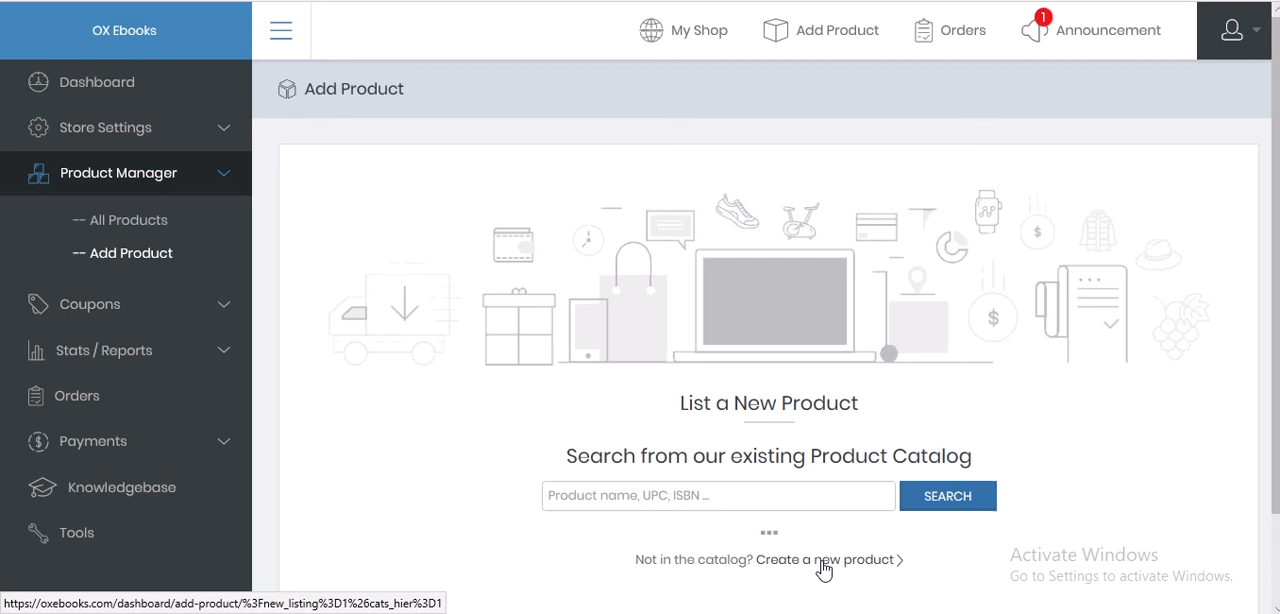 OX Ebooks
My Shop
Add Product
Orders
1
Announcement
Dashboard
Store Settings
Product Manager
-- All Products
-- Add Product
Coupons
Stats / Reports
Orders
Payments
Knowledgebase
Tools
Add Product
$
$
List a New Product
Search from our existing Product Catalog
Product name, UPC, ISBN ...
SEARCH
Not in the catalog? Create a new product
Activate Windows
Go to Settings to activate Windows.
https://oxebooks.com/dashboard/add-product/%3Fnew_listing%3D1%26cats_hier%3D1